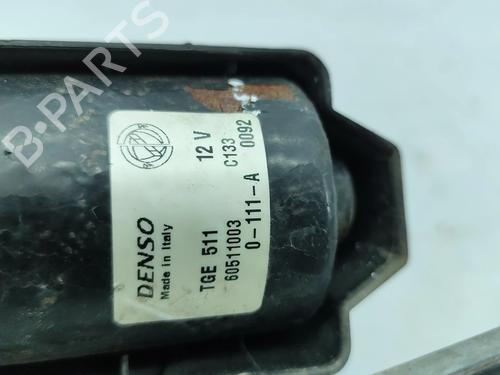 B-PARTS
DENSO
Made in Italy
TGE 511 12 V
60511003 C133
0-111-A 0092